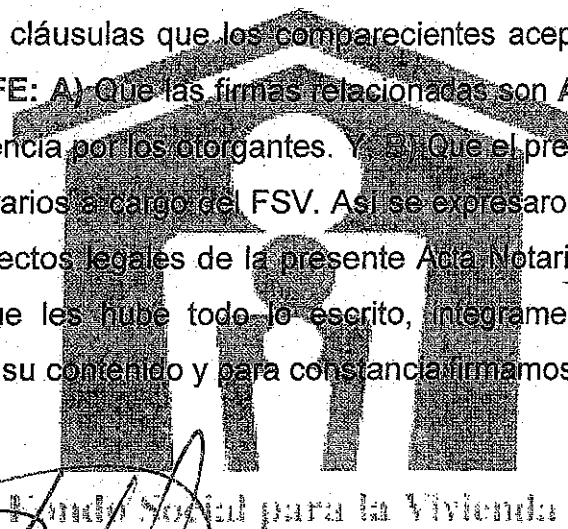 cláusulas que los comparecientes acep
FE: A) Que las firmas relacionadas son A
encia por los otorgantes. Y: B) Que el pre
arios a cargo del FSV. Así se expresaro
ectos legales de la presente Acta Notari
ue les hube todo lo escrito, íntegrame
su contenido y para constancia firmamos
Fondo Social para la Vivienda